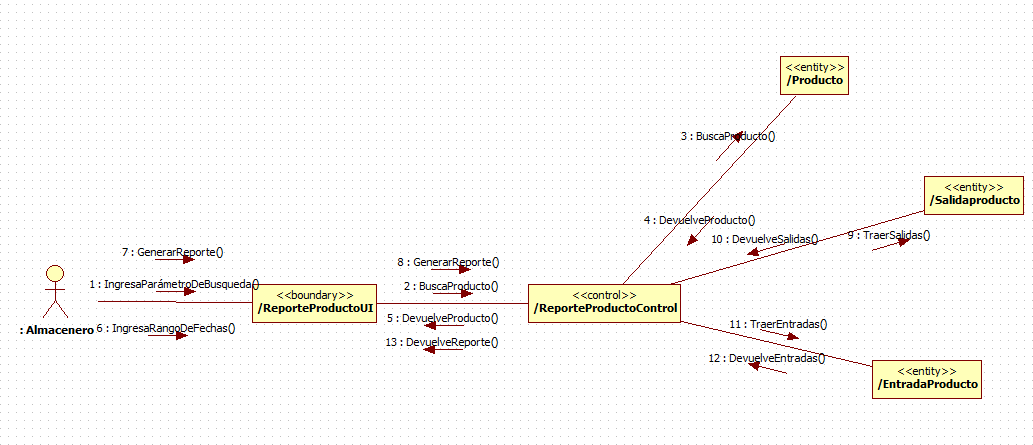 <<entity>>
/Producto
3 : BuscaProducto()
<<entity>>
/Salidaproducto
4 : DevuelveProducto()
10 : DevuelveSalidas()
9 : TraerSalidas()
7 : GenerarReporte()
8 : GenerarReporte()
1 : IngresaParámetroDeBusqueda()
2 : BuscaProducto()
<<boundary>>
/ReporteProductoUI
<<control>>
/ReporteProductoControl
: Almacenero
6 : IngresaRangoDeFechas()
5 : DevuelveProducto()
13 : DevuelveReporte()
11 : TraerEntradas()
12 : DevuelveEntradas()
<<entity>>
/EntradaProducto